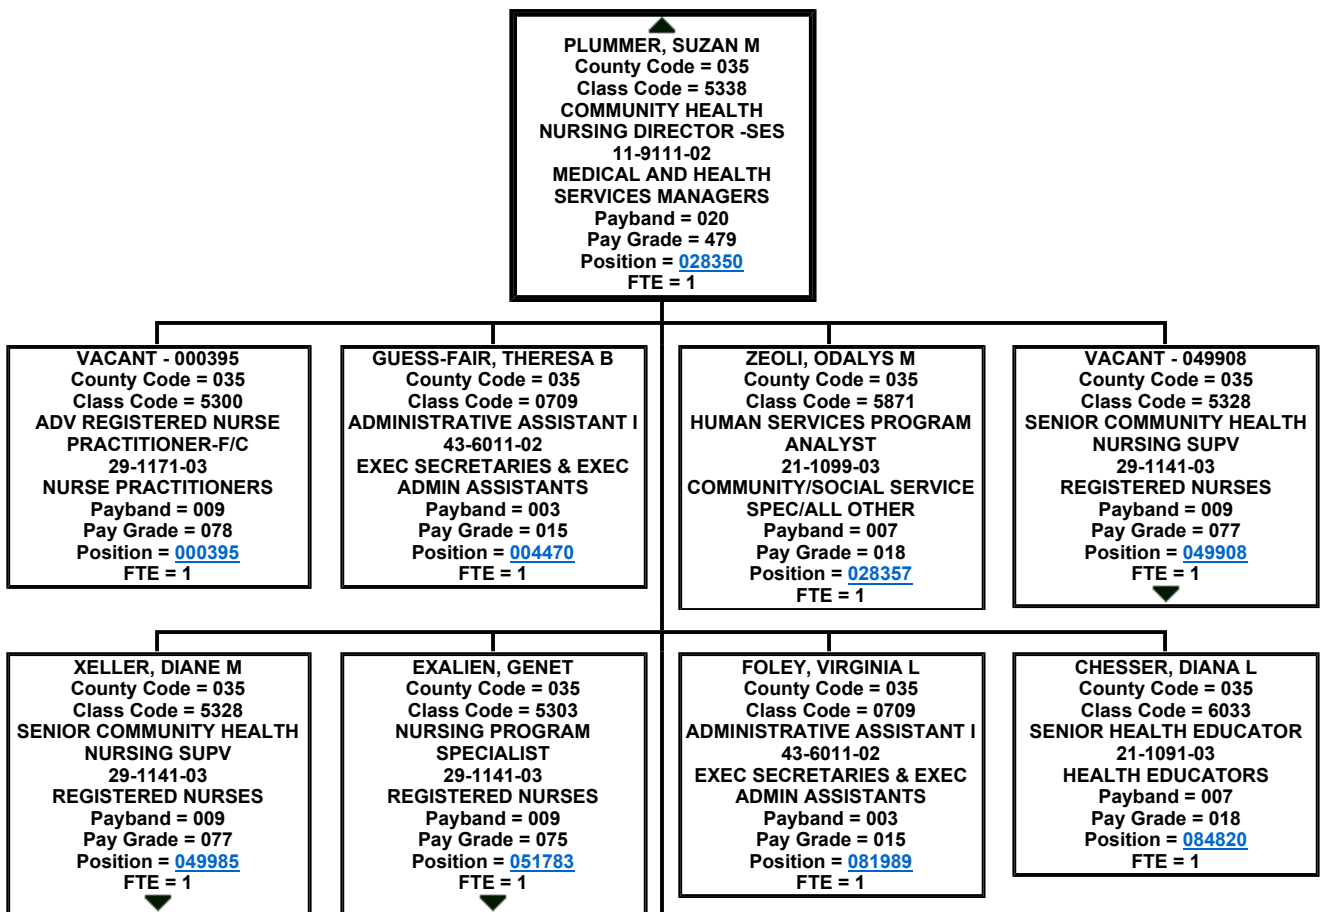 PLUMMER, SUZAN M
County Code = 035
Class Code = 5338
COMMUNITY HEALTH
NURSING DIRECTOR -SES
11-9111-02
MEDICAL AND HEALTH
SERVICES MANAGERS
Payband = 020
Pay Grade = 479
Position = 028350
FTE = 1
VACANT - 000395
County Code = 035
Class Code = 5300
ADV REGISTERED NURSE
PRACTITIONER-F/C
29-1171-03
NURSE PRACTITIONERS
Payband = 009
Pay Grade = 078
Position = 000395
FTE = 1
GUESS-FAIR, THERESA B
County Code = 035
Class Code = 0709
ADMINISTRATIVE ASSISTANT I
43-6011-02
EXEC SECRETARIES & EXEC
ADMIN ASSISTANTS
Payband = 003
Pay Grade = 015
Position = 004470
FTE = 1
ZEOLI, ODALYS M
County Code = 035
Class Code = 5871
HUMAN SERVICES PROGRAM
ANALYST
21-1099-03
COMMUNITY/SOCIAL SERVICE
SPEC/ALL OTHER
Payband = 007
Pay Grade = 018
Position = 028357
FTE = 1
VACANT - 049908
County Code = 035
Class Code = 5328
SENIOR COMMUNITY HEALTH
NURSING SUPV
29-1141-03
REGISTERED NURSES
Payband = 009
Pay Grade = 077
Position = 049908
FTE = 1
XELLER, DIANE M
County Code = 035
Class Code = 5328
SENIOR COMMUNITY HEALTH
NURSING SUPV
29-1141-03
REGISTERED NURSES
Payband = 009
Pay Grade = 077
Position = 049985
FTE = 1
EXALIEN, GENET
County Code = 035
Class Code = 5303
NURSING PROGRAM
SPECIALIST
29-1141-03
REGISTERED NURSES
Payband = 009
Pay Grade = 075
Position = 051783
FTE = 1
FOLEY, VIRGINIA L
County Code = 035
Class Code = 0709
ADMINISTRATIVE ASSISTANT I
43-6011-02
EXEC SECRETARIES & EXEC
ADMIN ASSISTANTS
Payband = 003
Pay Grade = 015
Position = 081989
FTE = 1
CHESSER, DIANA L
County Code = 035
Class Code = 6033
SENIOR HEALTH EDUCATOR
21-1091-03
HEALTH EDUCATORS
Payband = 007
Pay Grade = 018
Position = 084820
FTE = 1